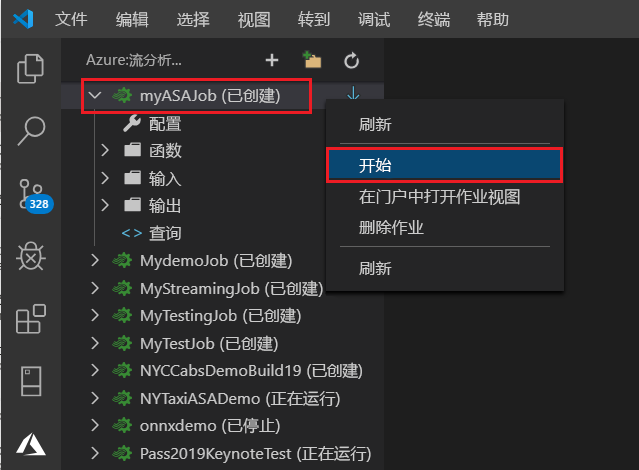 文件 编辑 选择 视图 转到 调试 终端 帮助
Azure:流分析...
myASAJob (已创建)
配置
函数
输入
输出
<> 查询
MydemoJob (已创建)
MyStreamingJob (已创建)
MyTestingJob (已创建)
MyTestJob (已创建)
NYCCabsDemoBuild19 (已创建)
NYTaxiASADemo (正在运行)
onnxdemo (已停止)
Pass2019KeynoteTest (正在运行)
328
刷新
开始
在门户中打开作业视图
删除作业
刷新